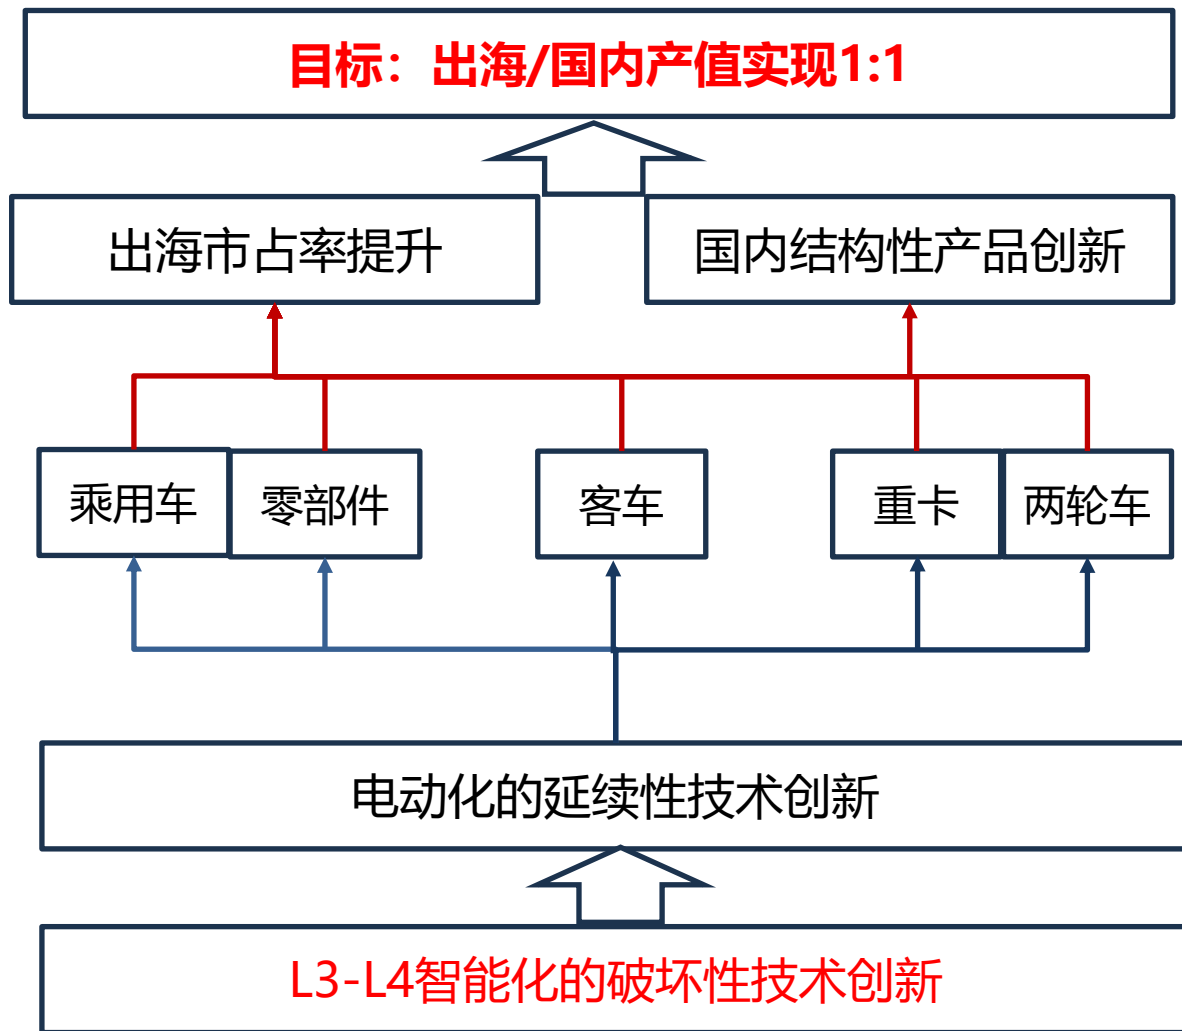 目标：出海/国内产值实现1:1
出海市占率提升
国内结构性产品创新
乘用车
零部件
客车
重卡
两轮车
电动化的延续性技术创新
L3-L4智能化的破坏性技术创新